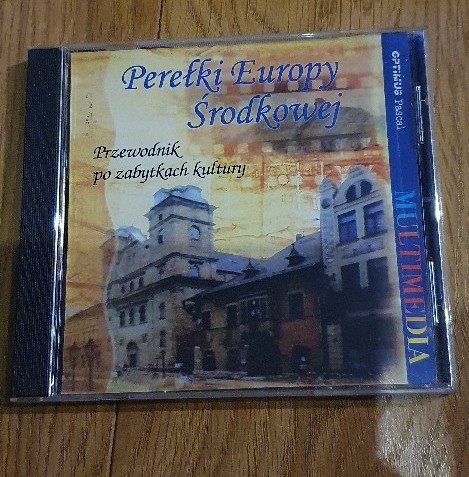 Perełki Europy
Środkowej
Przewodnik
po zabytkach kultury
OPTIMUS Pascal
MULTIMEDIA